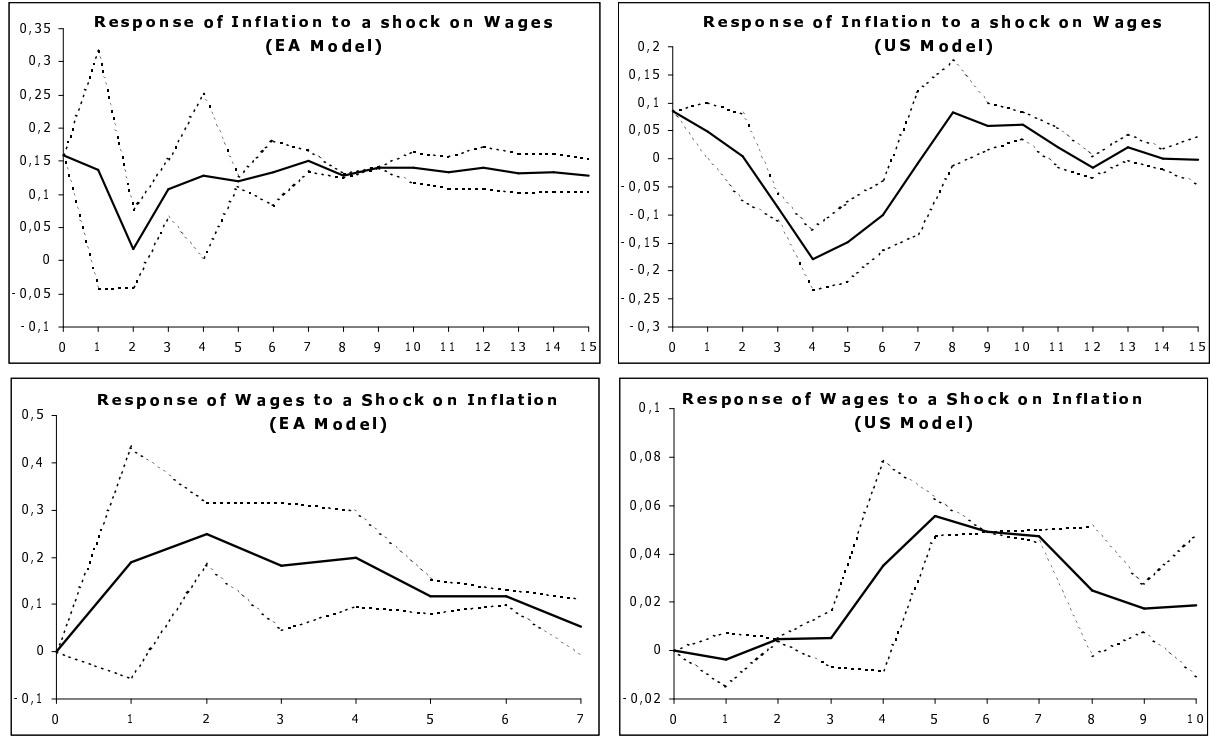 Response of Inflation to a shock on Wages
(EA Model)
0,35
0,3
0,25
0,2
0,15
0,1
0,05
0
-0,05
-0,1
0 1 2 3 4 5 6 7 8 9 10 11 12 13 14 15
Response of Inflation to a shock on Wages
(US Model)
0,2
0,15
0,1
0,05
0
-0,05
-0,1
-0,15
-0,2
-0,25
-0,3
0 1 2 3 4 5 6 7 8 9 10 11 12 13 14 15
Response of Wages to a Shock on Inflation
(EA Model)
0,5
0,4
0,3
0,2
0,1
0
-0,1
0 1 2 3 4 5 6 7
Response of Wages to a Shock on Inflation
(US Model)
0,1
0,08
0,06
0,04
0,02
0
-0,02
0 1 2 3 4 5 6 7 8 9 10